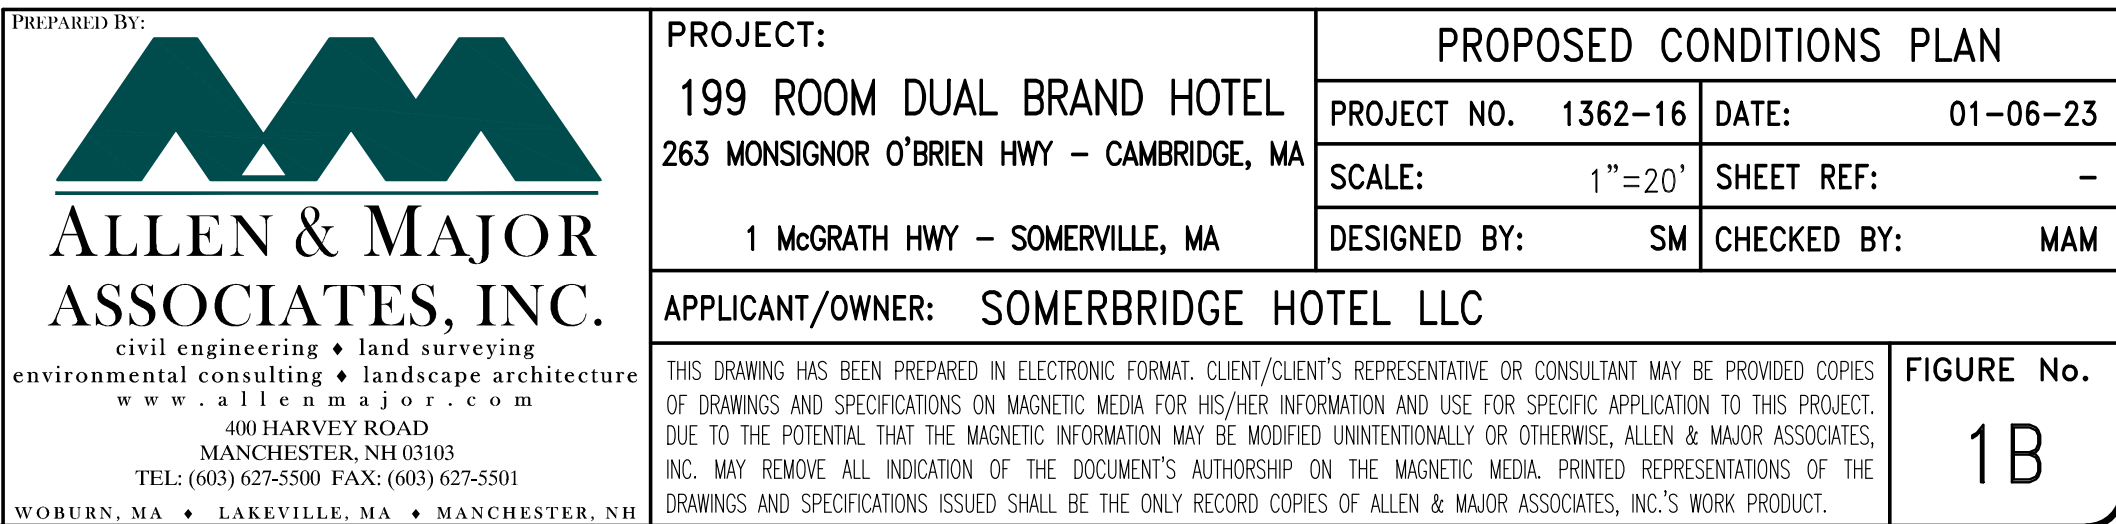 PREPARED BY:
ALLEN & MAJOR
ASSOCIATES, INC.
civil engineering ♦ land surveying
environmental consulting ♦ landscape architecture
www.allenmajor.com
400 HARVEY ROAD
MANCHESTER, NH 03103
TEL: (603) 627-5500 FAX: (603) 627-5501
WOBURN, MA ♦ LAKEVILLE, MA ♦ MANCHESTER, NH
PROJECT:
199 ROOM DUAL BRAND HOTEL
263 MONSIGNOR O'BRIEN HWY – CAMBRIDGE, MA
1 McGRATH HWY – SOMERVILLE, MA
PROPOSED CONDITIONS PLAN
PROJECT NO. 1362-16 DATE: 01-06-23
SCALE: 1"=20' SHEET REF: -
DESIGNED BY: SM CHECKED BY: MAM
APPLICANT/OWNER: SOMERBRIDGE HOTEL LLC
THIS DRAWING HAS BEEN PREPARED IN ELECTRONIC FORMAT. CLIENT/CLIENT'S REPRESENTATIVE OR CONSULTANT MAY BE PROVIDED COPIES
OF DRAWINGS AND SPECIFICATIONS ON MAGNETIC MEDIA FOR HIS/HER INFORMATION AND USE FOR SPECIFIC APPLICATION TO THIS PROJECT.
DUE TO THE POTENTIAL THAT THE MAGNETIC INFORMATION MAY BE MODIFIED UNINTENTIONALLY OR OTHERWISE, ALLEN & MAJOR ASSOCIATES,
INC. MAY REMOVE ALL INDICATION OF THE DOCUMENT'S AUTHORSHIP ON THE MAGNETIC MEDIA. PRINTED REPRESENTATIONS OF THE
DRAWINGS AND SPECIFICATIONS ISSUED SHALL BE THE ONLY RECORD COPIES OF ALLEN & MAJOR ASSOCIATES, INC.'S WORK PRODUCT.
FIGURE No.
1B